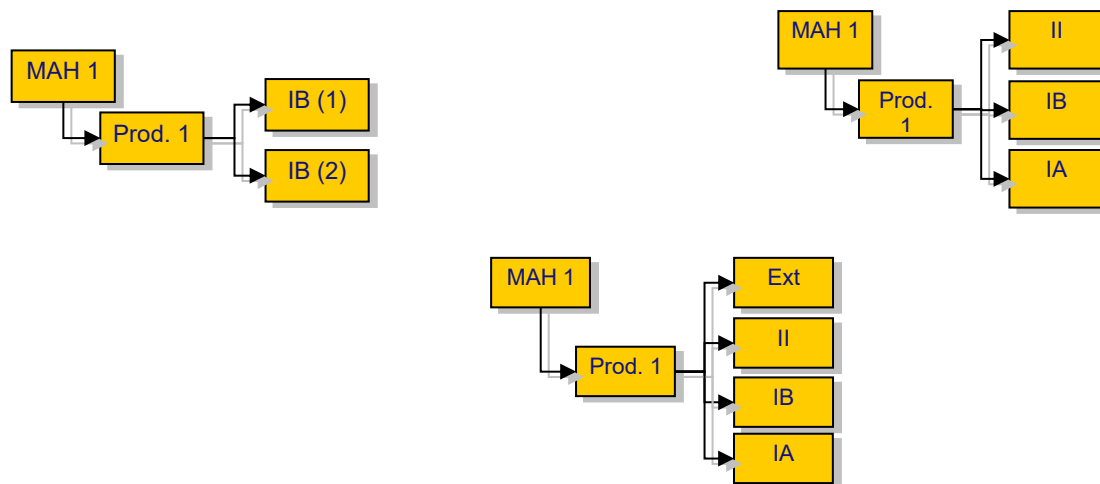 MAH 1
Prod. 1
IB (1)
IB (2)
MAH 1
Prod.
1
II
IB
IA
MAH 1
Prod. 1
Ext
II
IB
IA